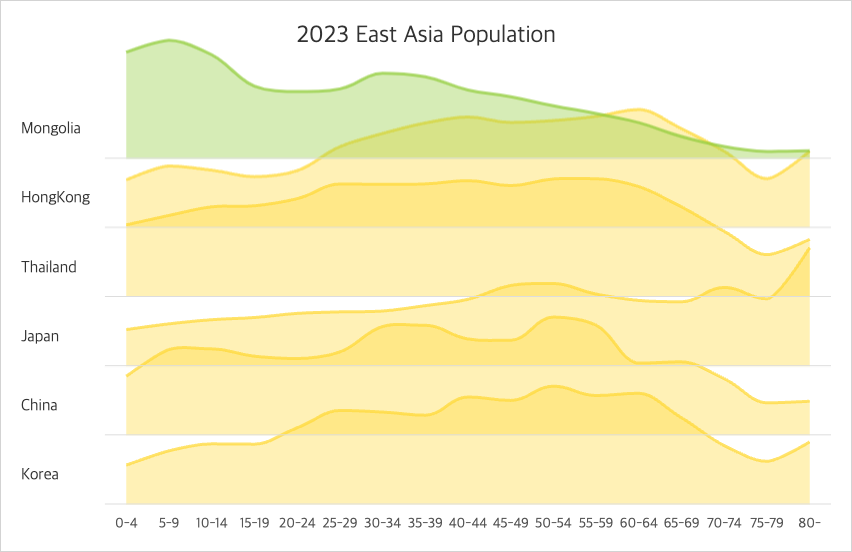 2023 East Asia Population
Mongolia
HongKong
Thailand
Japan
China
Korea
0-4 5-9 10-14 15-19 20-24 25-29 30-34 35-39 40-44 45-49 50-54 55-59 60-64 65-69 70-74 75-79 80-